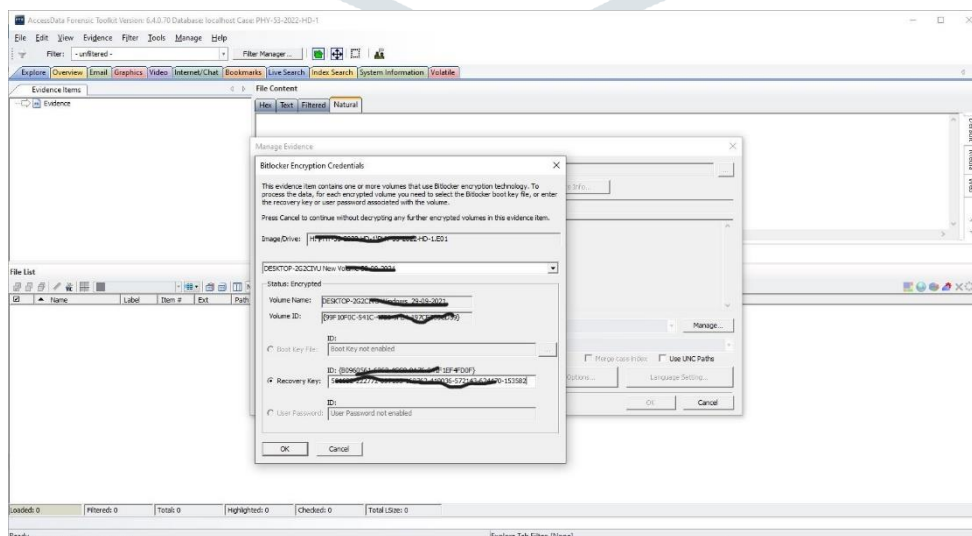 AccessData Forensic Toolkit Version: 6.4.0.70 Database: localhost Case: PHY-53-2022-HD-1
File Edit View Evidence Filter Tools Manage Help
Filter: - unfiltered - Filter Manager...
Explore Overview Email Graphics Video Internet/Chat Bookmarks Live Search Index Search System Information Volatile
Evidence Items
Evidence
File Content
Hex Text Filtered Natural
Manage Evidence
Bitlocker Encryption Credentials
This evidence item contains one or more volumes that use Bitlocker encryption technology. To
process the data, for each encrypted volume you need to select the Bitlocker boot key file, or enter
the recovery key or user password associated with the volume.
Press Cancel to continue without decrypting any further encrypted volumes in this evidence item.
Image/Drive:
DESKTOP-2G2CIVU New
Status: Encrypted
Volume Name: DESKTOP-2G2CIVU
Volume ID:
ID:
Boot Key File: Boot Key not enabled
ID:
Recovery Key:
ID:
User Password: User Password not enabled
OK Cancel
Manage...
Merge case index Use UNC Paths
Options... Language Setting...
OK Cancel
File List
Name Label Item # Ext Path
Loaded: 0 Filtered: 0 Total: 0 Highlighted: 0 Checked: 0 Total LSize: 0
Ready Explore Tab Filter: [None]